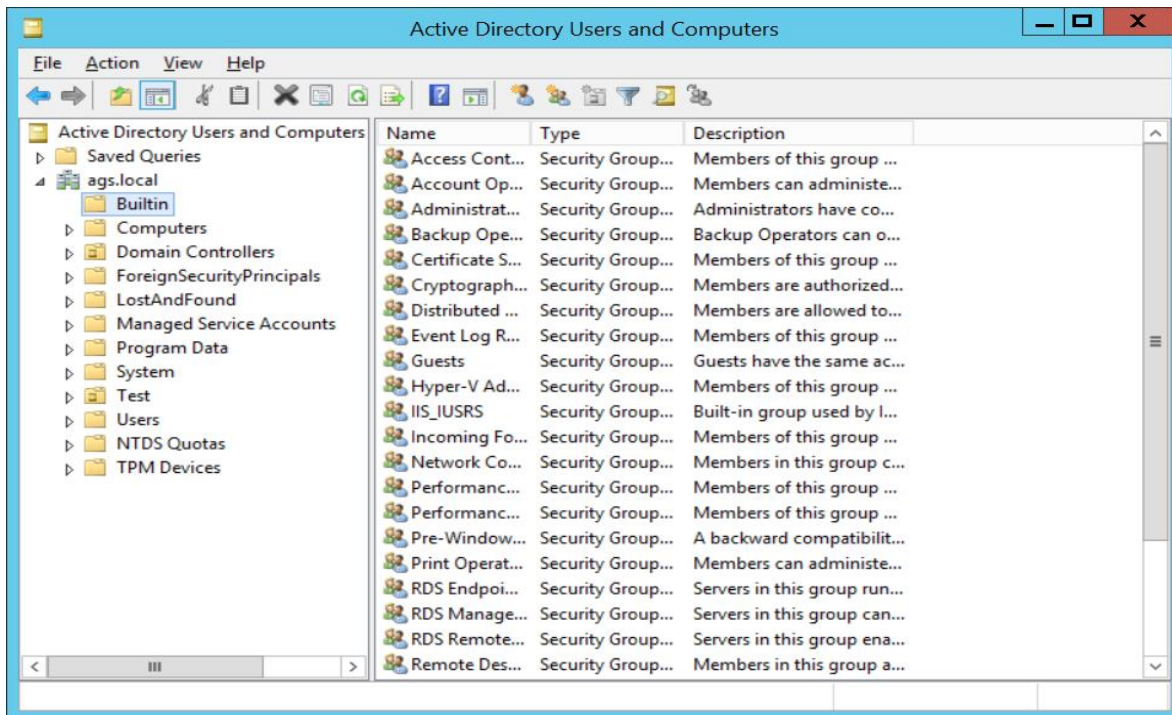 Active Directory Users and Computers
File Action View Help
Active Directory Users and Computers
Saved Queries
ags.local
Builtin
Computers
Domain Controllers
ForeignSecurityPrincipals
LostAndFound
Managed Service Accounts
Program Data
System
Test
Users
NTDS Quotas
TPM Devices
Name Type Description
Access Cont... Security Group... Members of this group ...
Account Op... Security Group... Members can administe...
Administrat... Security Group... Administrators have co...
Backup Ope... Security Group... Backup Operators can o...
Certificate S... Security Group... Members of this group ...
Cryptograph... Security Group... Members are authorized...
Distributed ... Security Group... Members are allowed to...
Event Log R... Security Group... Members of this group ...
Guests Security Group... Guests have the same ac...
Hyper-V Ad... Security Group... Members of this group ...
IIS_IUSRS Security Group... Built-in group used by I...
Incoming Fo... Security Group... Members of this group ...
Network Co... Security Group... Members in this group c...
Performanc... Security Group... Members of this group ...
Performanc... Security Group... Members of this group ...
Pre-Window... Security Group... A backward compatibilit...
Print Operat... Security Group... Members can administe...
RDS Endpoi... Security Group... Servers in this group run...
RDS Manage... Security Group... Servers in this group can...
RDS Remote... Security Group... Servers in this group ena...
Remote Des... Security Group... Members in this group a...